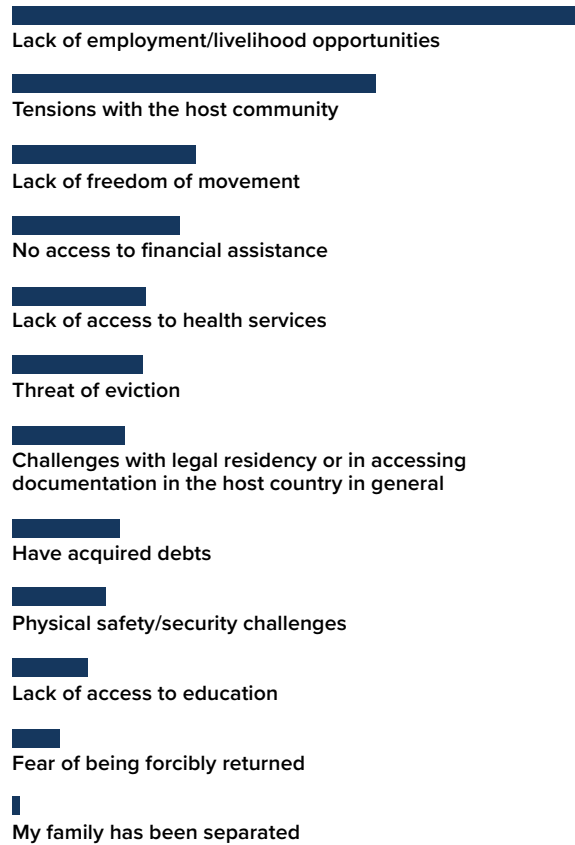 Lack of employment/livelihood opportunities
Tensions with the host community
Lack of freedom of movement
No access to financial assistance
Lack of access to health services
Threat of eviction
Challenges with legal residency or in accessing
documentation in the host country in general
Have acquired debts
Physical safety/security challenges
Lack of access to education
Fear of being forcibly returned
My family has been separated